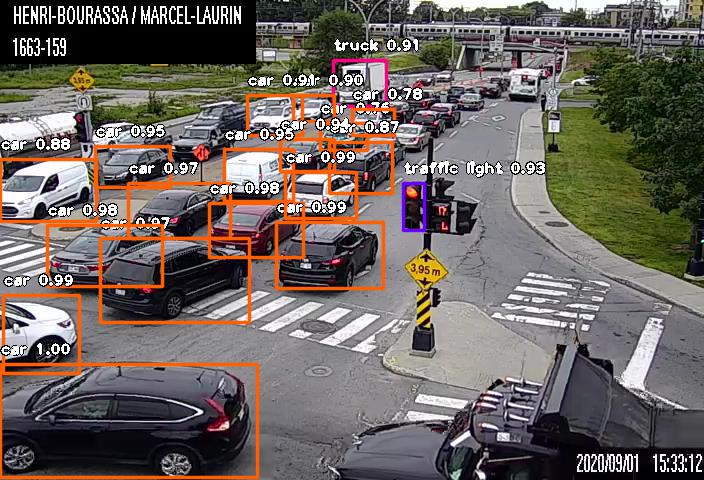 HENRI-BOURASSA / MARCEL-LAURIN
1663-159
truck 0.91
car 0.91
0.90
car 0.78
car 0.76
car 0.95
car 0.95
0.87
car 0.88
car 0.97
car 0.99
traffic light 0.93
car 0.98
car 0.98
car 0.99
car 0.97
3,95 m
car 0.99
car 1.00
2020/09/01 15:33:12